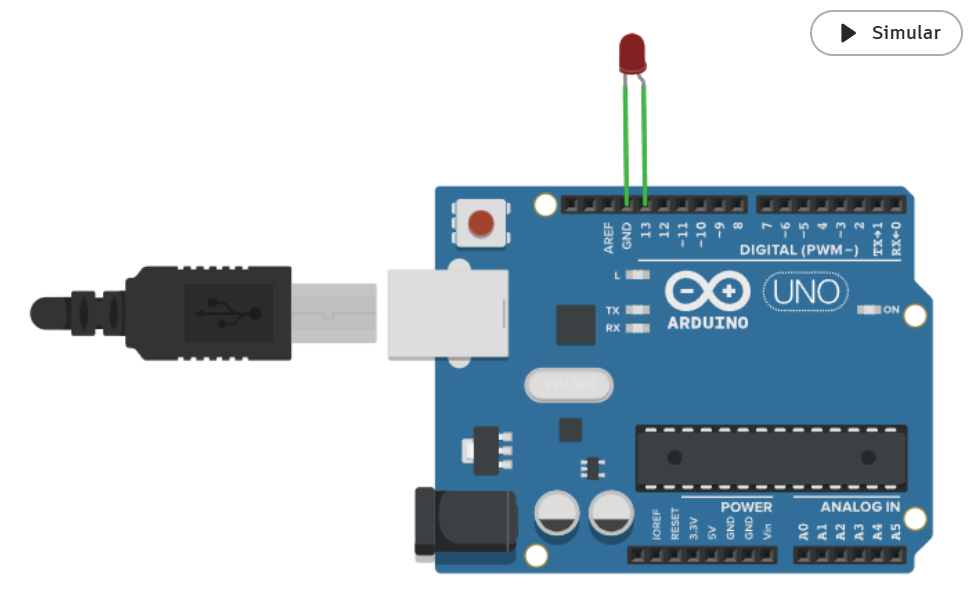 Simular
AREF
GND
13
12
~11
~10
~9
8
7
~6
~5
4
~3
2
TX→1
RX←0
DIGITAL (PWM~)
L
TX
RX
ARDUINO
UNO
ON
POWER
ANALOG IN
IOREF
RESET
3.3V
5V
GND
GND
Vin
A0
A1
A2
A3
A4
A5